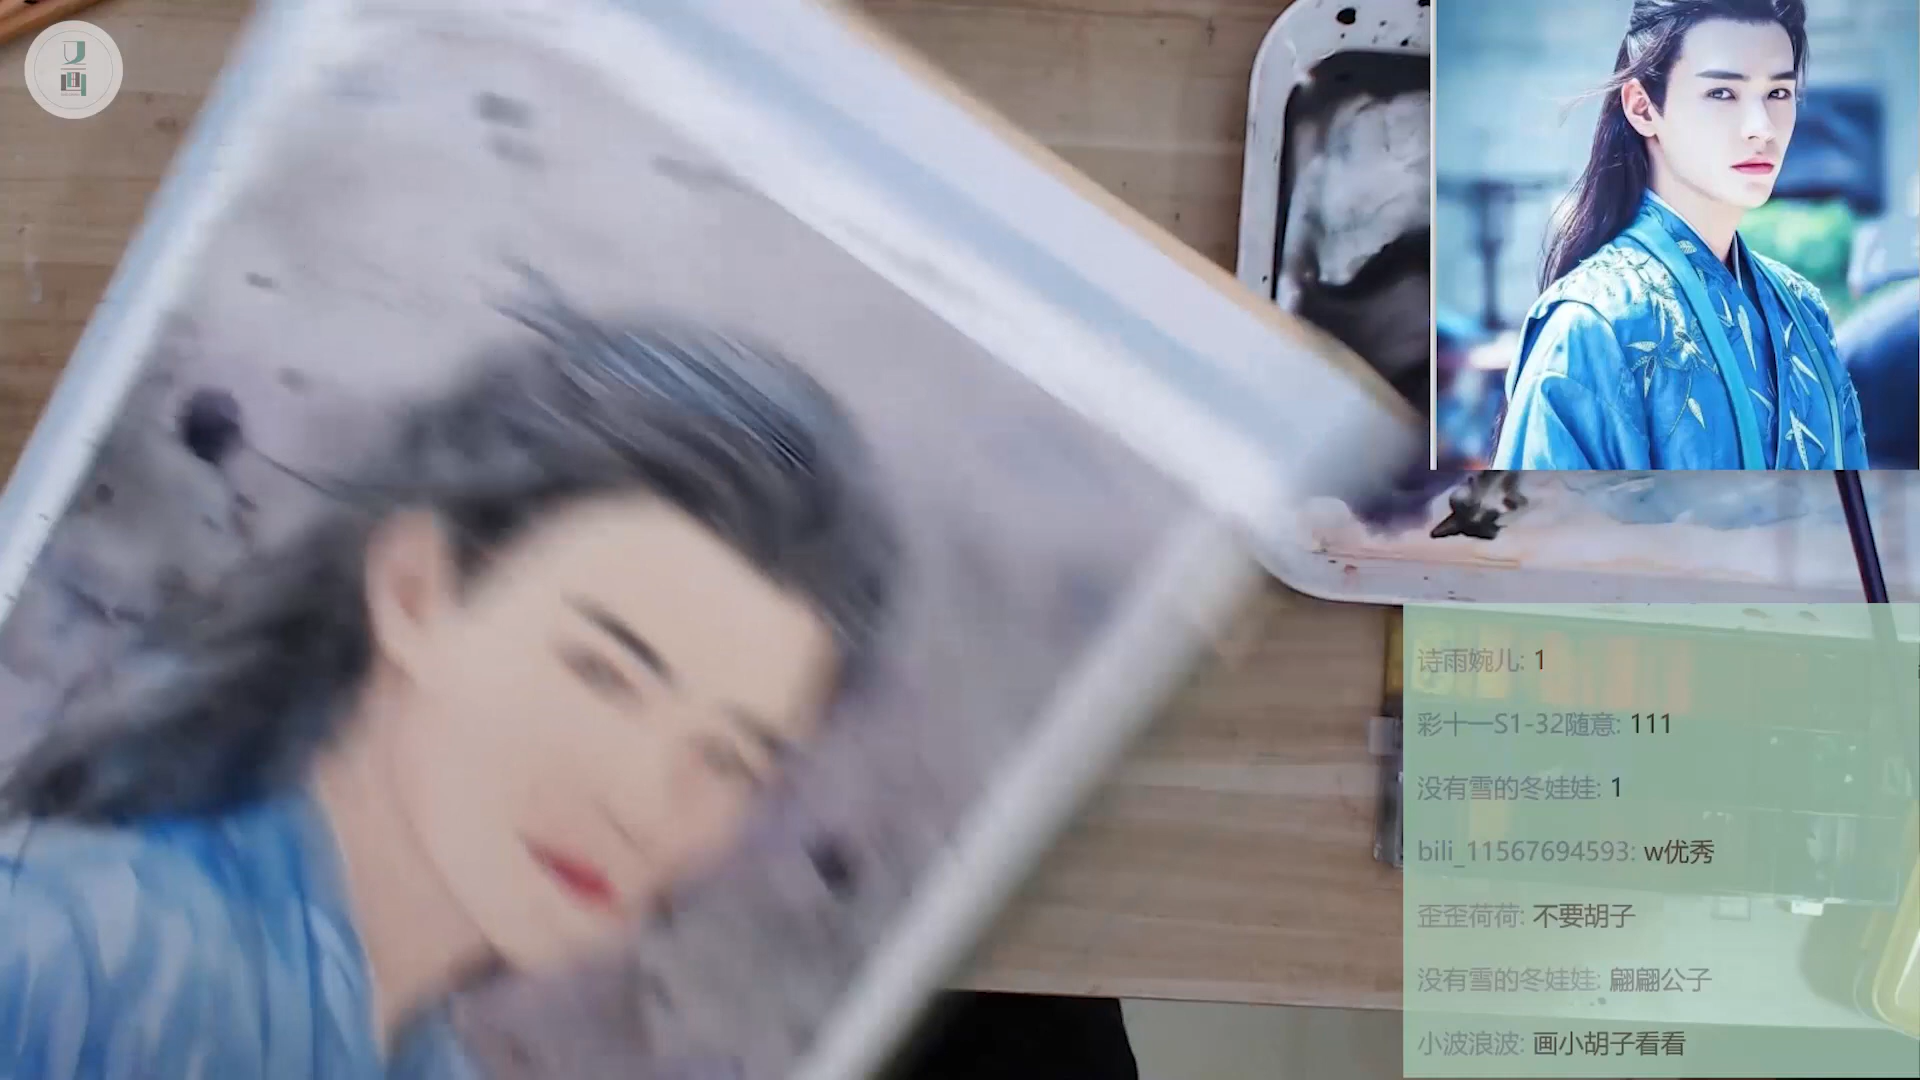 诗雨婉儿: 1
彩十一S1-32随意: 111
没有雪的冬娃娃: 1
bili_11567694593: w优秀
歪歪荷荷: 不要胡子
没有雪的冬娃娃: 翩翩公子
小波浪波: 画小胡子看看